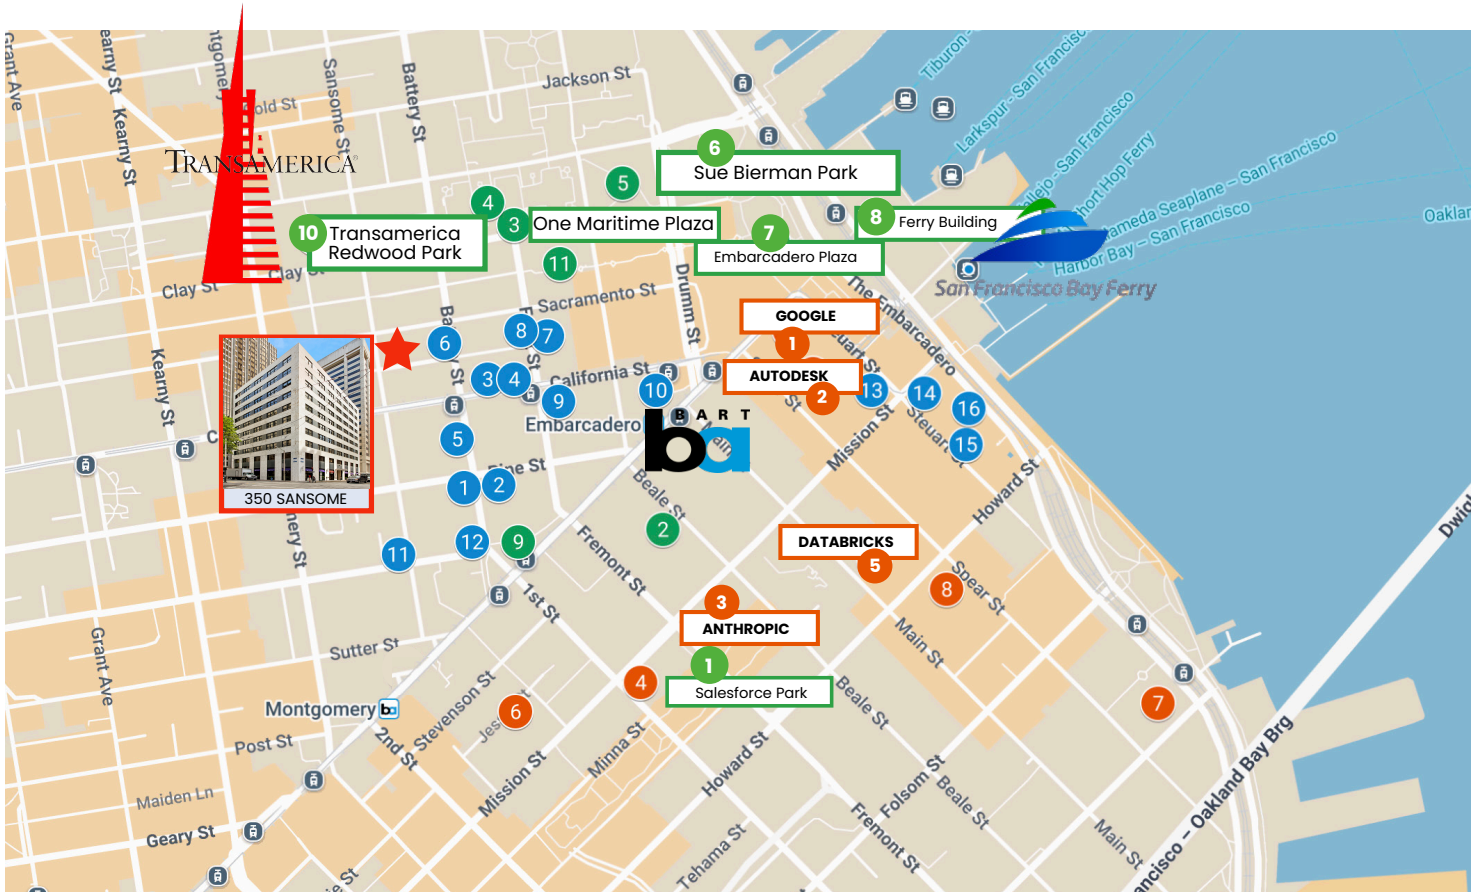 Grant Ave
Kearny St
Kearny St
Sansome St
Battery St
Jackson St
Tiburon -
Larkspur - San Francisco
- San Francisco
Short Hop Ferry
Alameda Seaplane – San Francisco
Harbor Bay – San Francisco
Oaklan
old St
TRANSAMERICA®
4
3
5
6
Sue Bierman Park
10
Transamerica
Redwood Park
One Maritime Plaza
7
Embarcadero Plaza
8
Ferry Building
San Francisco Bay Ferry
11
Clay St
Clay St
Sacramento St
Drumm St
The Embarcadero
GOOGLE
1
AUTODESK
2
6
8
7
3
4
9
10
California St
Embarcadero
BART
ba
13
14
16
15
Steuart St
Mission St
Howard St
Kearny St
350 SANSOME
5
1
2
Pine St
Beale St
2
11
12
9
Fremont St
1st St
DATABRICKS
5
8
Spear St
Main St
3
ANTHROPIC
1
Salesforce Park
4
6
7
Sutter St
Grant Ave
Montgomery
ba
Stevenson St
2nd St
Post St
Maiden Ln
Geary St
Mission St
Minna St
Howard St
Beale St
Folsom St
Beale St
Fremont St
Tehama St
Main St
ancisco – Oakland Bay Brg